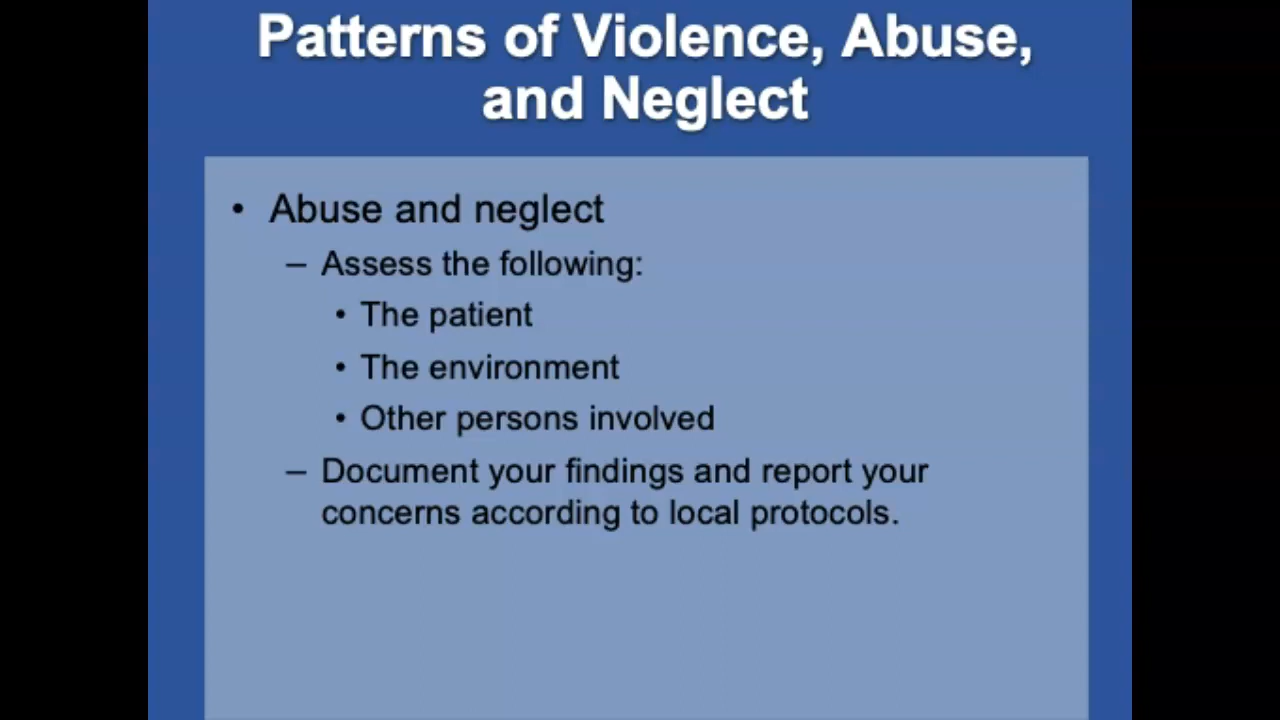 Patterns of Violence, Abuse,
and Neglect
• Abuse and neglect
– Assess the following:
• The patient
• The environment
• Other persons involved
– Document your findings and report your
concerns according to local protocols.